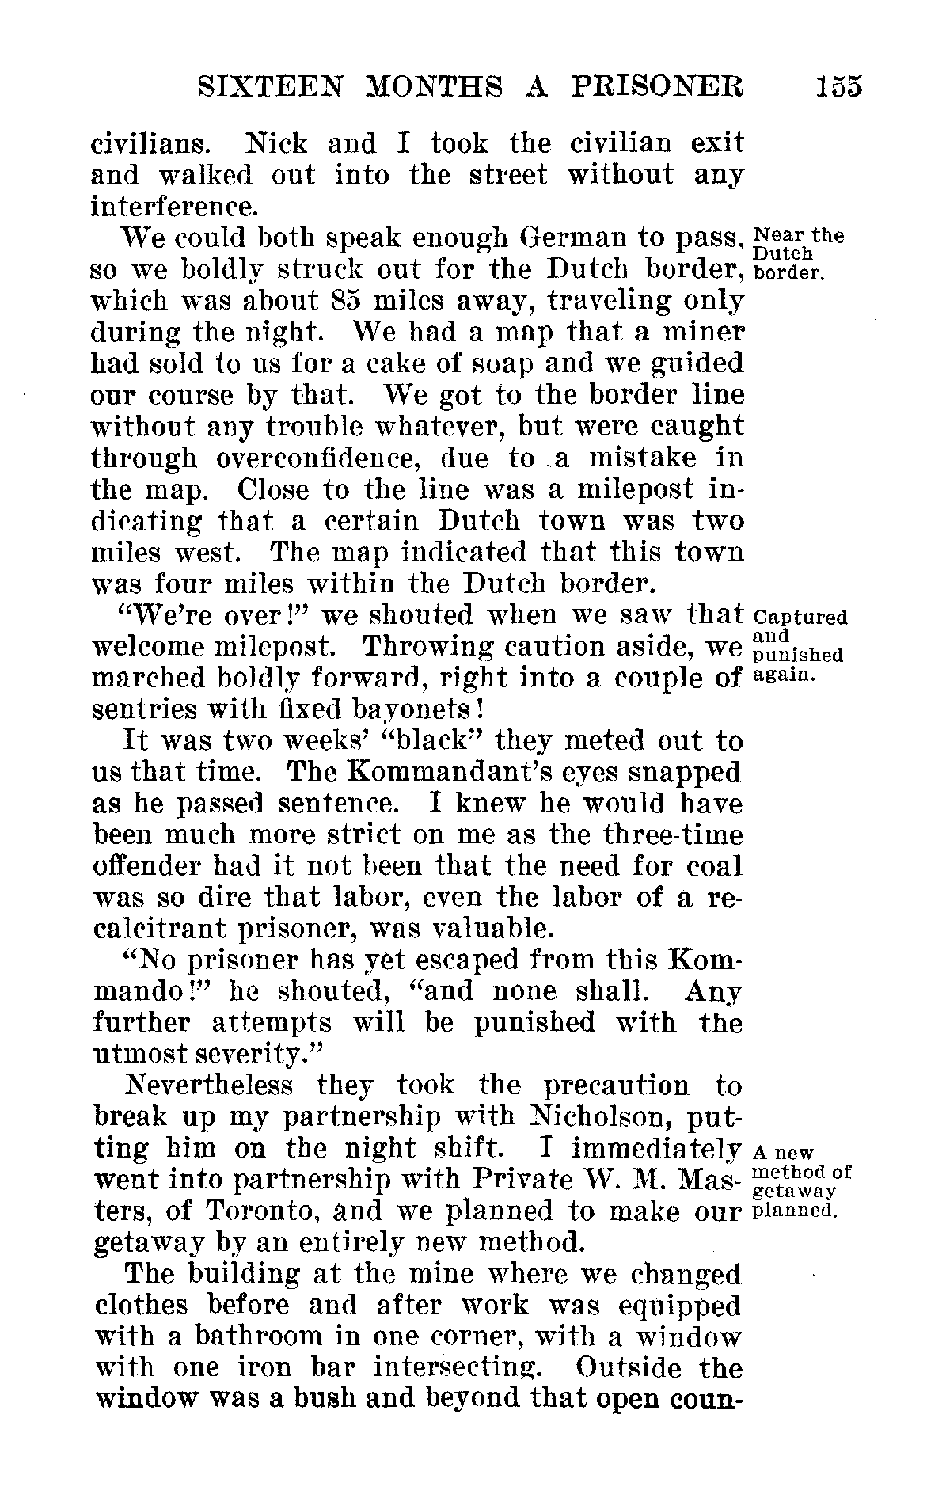 SIXTEEN MONTHS A PRISONER 155
civilians. Nick and I took the civilian exit
and walked out into the street without any
interference.
We could both speak enough German to pass,
so we boldly struck out for the Dutch border,
which was about 85 miles away, traveling only
during the night. We had a map that a miner
had sold to us for a cake of soap and we guided
our course by that. We got to the border line
without any trouble whatever, but were caught
through overconfidence, due to a mistake in
the map. Close to the line was a milepost in-
dicating that a certain Dutch town was two
miles west. The map indicated that this town
was four miles within the Dutch border.
Near the
Dutch
border.
"We're over!" we shouted when we saw that
welcome milepost. Throwing caution aside, we
marched boldly forward, right into a couple of
sentries with fixed bayonets!
Captured
and
punished
again.
It was two weeks' "black" they meted out to
us that time. The Kommandant's eyes snapped
as he passed sentence. I knew he would have
been much more strict on me as the three-time
offender had it not been that the need for coal
was so dire that labor, even the labor of a re-
calcitrant prisoner, was valuable.
"No prisoner has yet escaped from this Kom-
mando!" he shouted, "and none shall. Any
further attempts will be punished with the
utmost severity."
Nevertheless they took the precaution to
break up my partnership with Nicholson, put-
ting him on the night shift. I immediately
went into partnership with Private W. M. Mas-
ters, of Toronto, and we planned to make our
getaway by an entirely new method.
A new
method of
getaway
planned.
The building at the mine where we changed
clothes before and after work was equipped
with a bathroom in one corner, with a window
with one iron bar intersecting. Outside the
window was a bush and beyond that open coun-